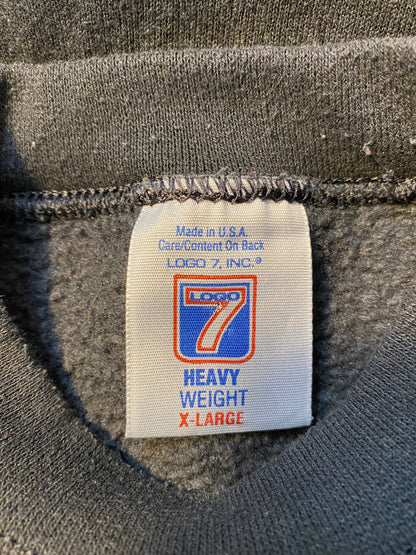 Made in U.S.A.
Care/Content On Back
LOGO 7, INC.®
LOGO
7
HEAVY
WEIGHT
X-LARGE